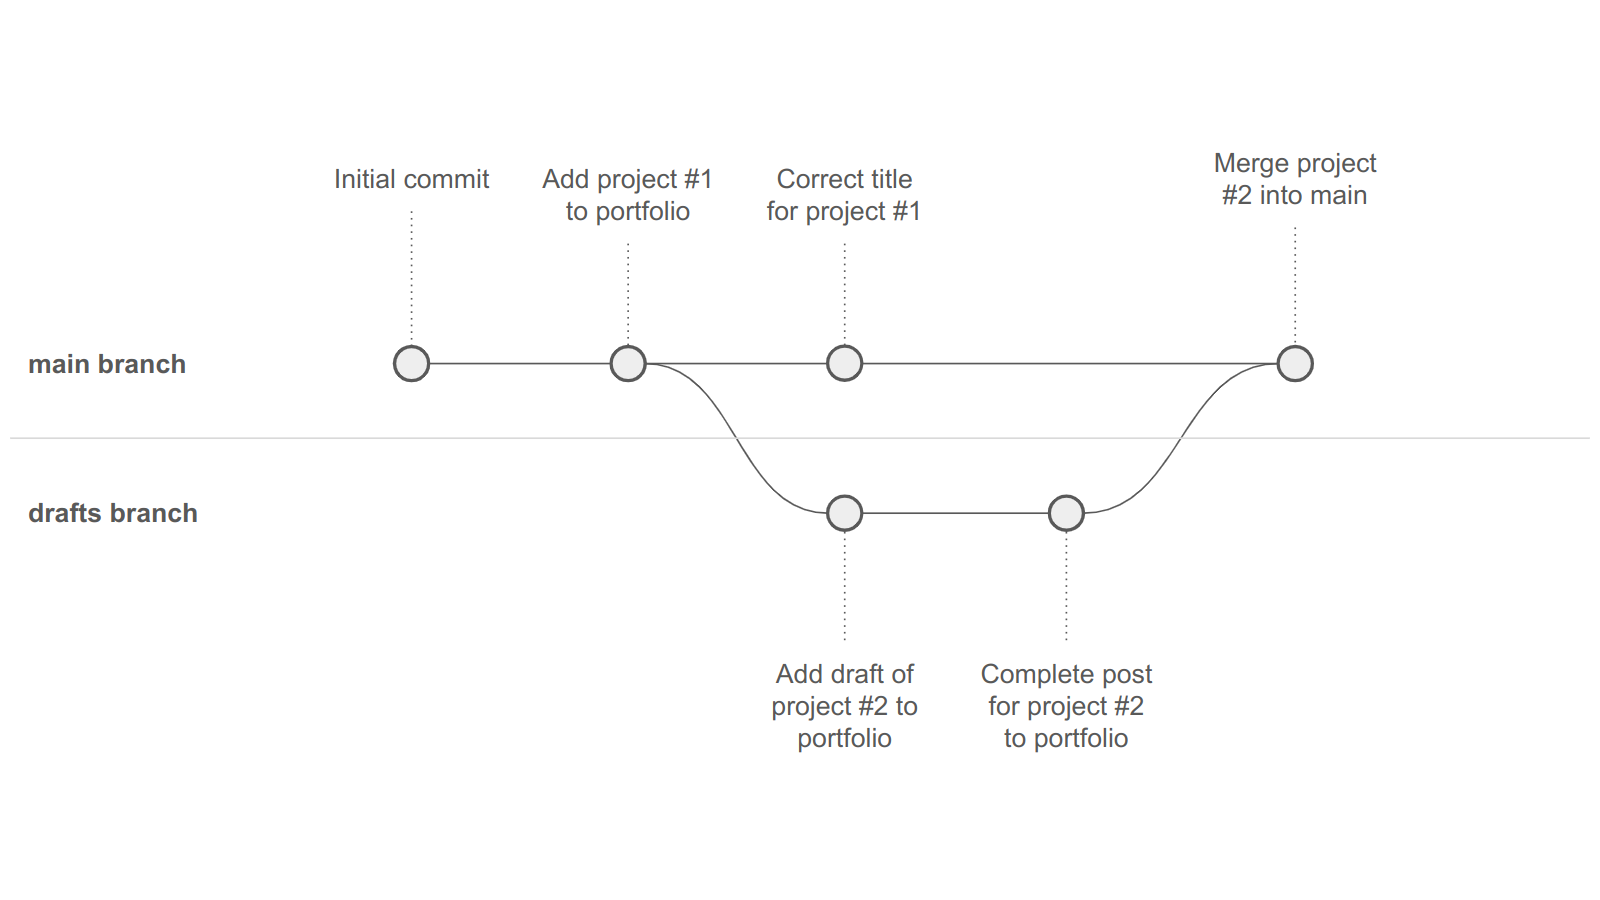 Initial commit
Add project #1
to portfolio
Correct title
for project #1
Merge project
#2 into main
main branch
drafts branch
Add draft of
project #2 to
portfolio
Complete post
for project #2
to portfolio